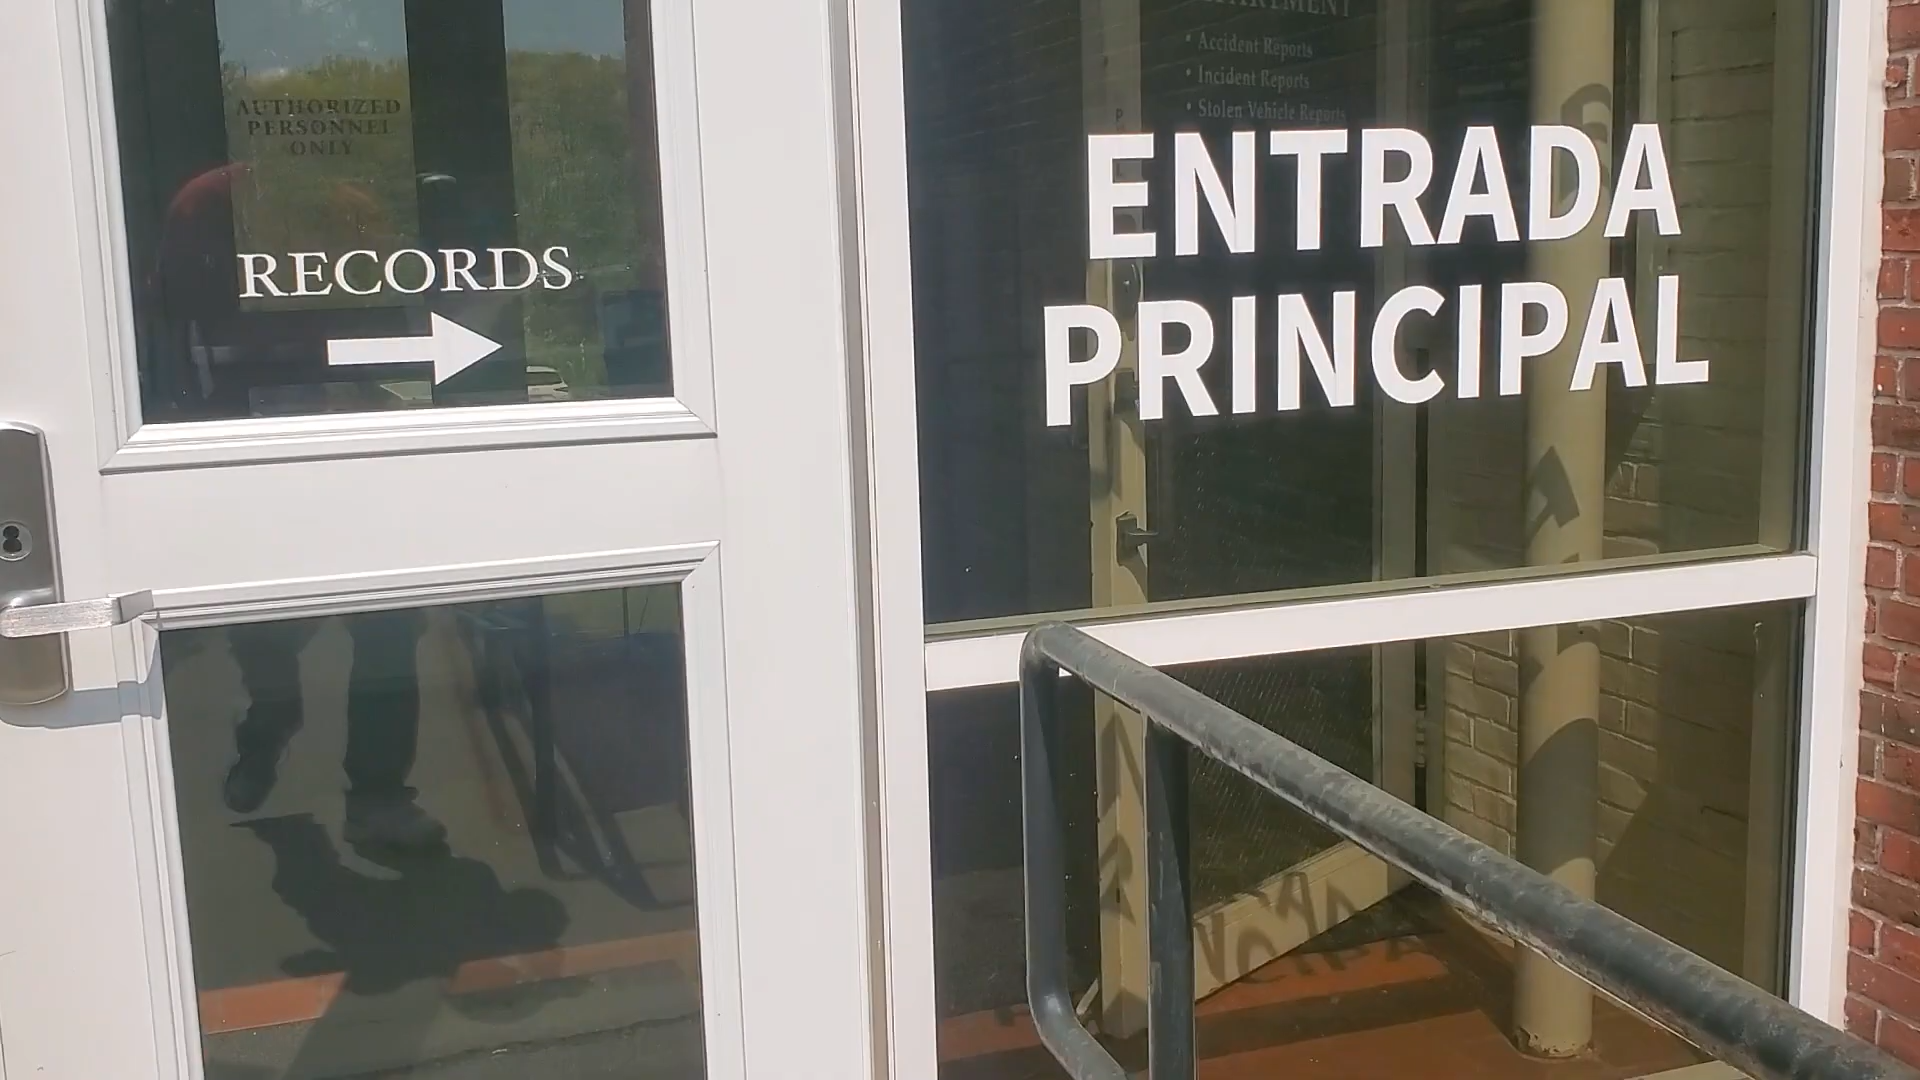 AUTHORIZED
PERSONNEL
ONLY
RECORDS
• Accident Reports
• Incident Reports
• Stolen Vehicle Reports
ENTRADA
PRINCIPAL